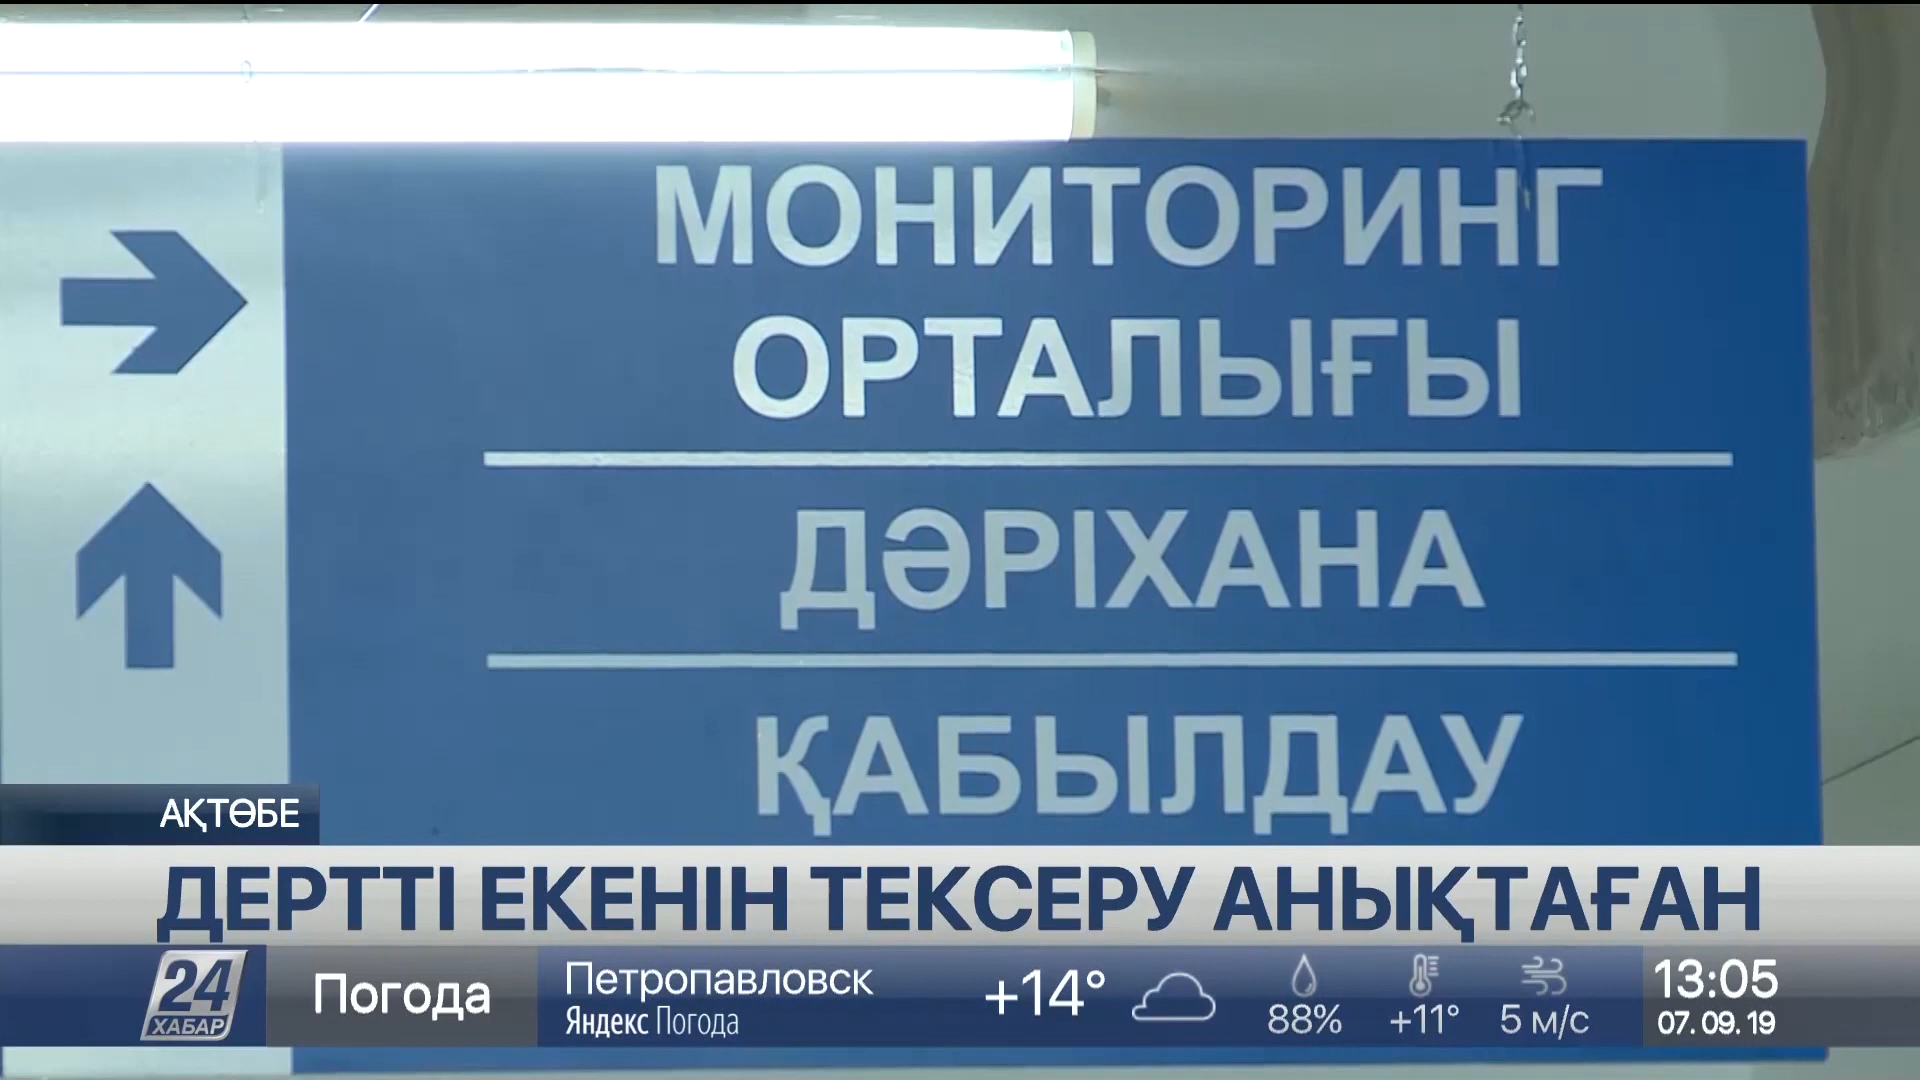 МОНИТОРИНГ
ОРТАЛЫҒЫ
ДӘРІХАНА
ҚАБЫЛДАУ
АҚТӨБЕ
ДЕРТТІ ЕКЕНІН ТЕКСЕРУ АНЫҚТАҒАН
24
ХАБАР
Погода
Петропавловск
Яндекс Погода
+14°
88%
+11°
5 м/с
13:05
07. 09. 19